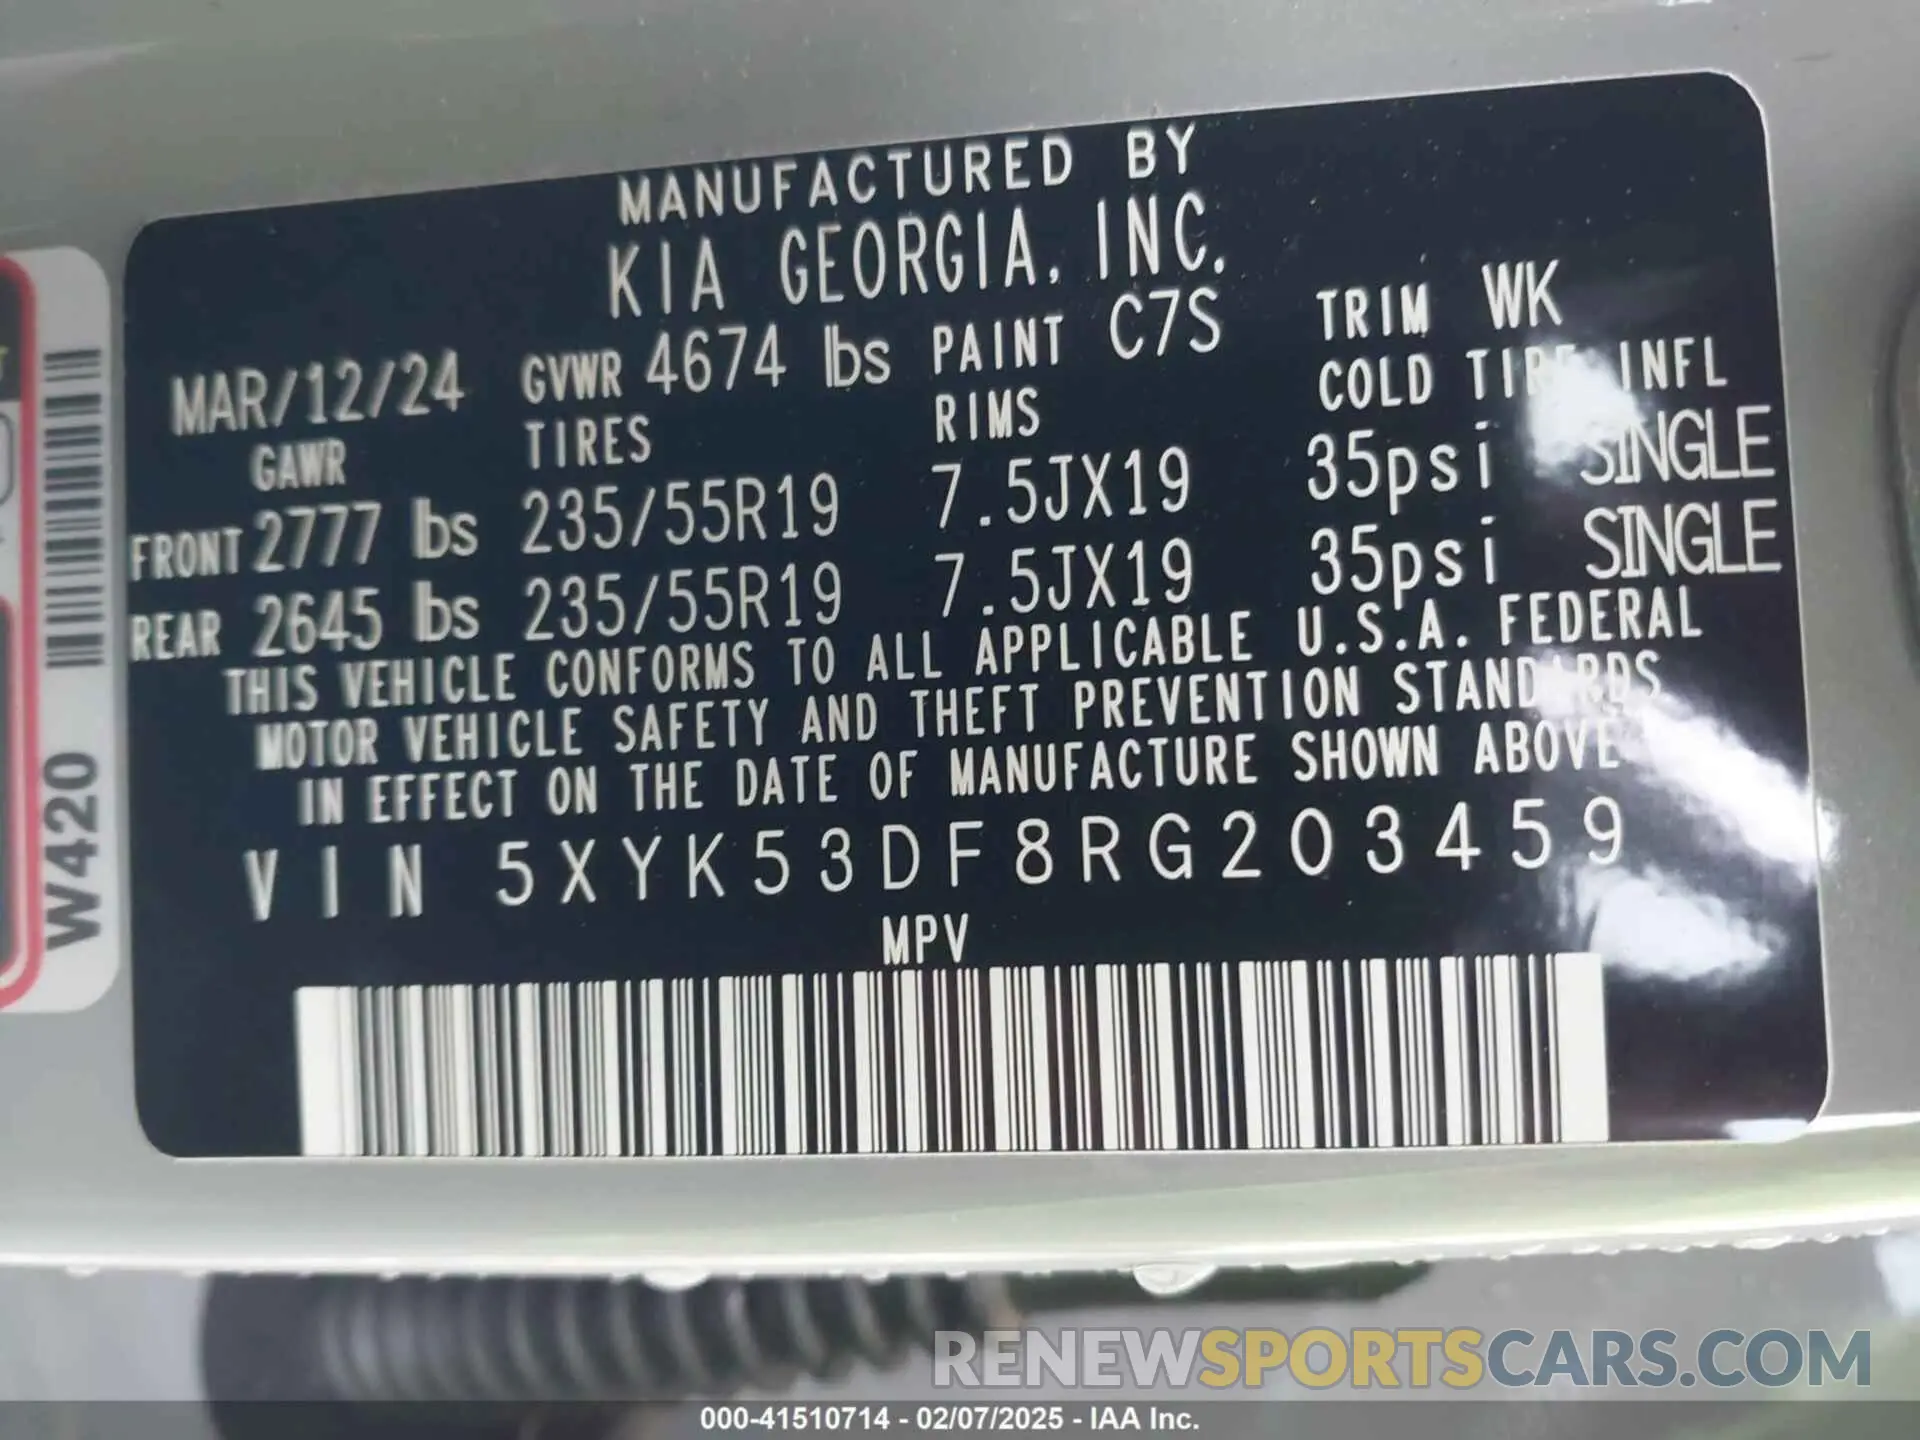 MANUFACTURED BY
KIA GEORGIA, INC.
MAR/12/24 GVWR 4674 lbs PAINT C7S TRIM WK
GAWR TIRES RIMS COLD TIRE INFL
FRONT 2777 lbs 235/55R19 7.5JX19 35psi SINGLE
REAR 2645 lbs 235/55R19 7.5JX19 35psi SINGLE
THIS VEHICLE CONFORMS TO ALL APPLICABLE U.S.A. FEDERAL
MOTOR VEHICLE SAFETY AND THEFT PREVENTION STANDARDS
IN EFFECT ON THE DATE OF MANUFACTURE SHOWN ABOVE
VIN 5XYK53DF8RG203459
MPV
W420
RENEWSPORTSCARS.COM
000-41510714 - 02/07/2025 - IAA Inc.